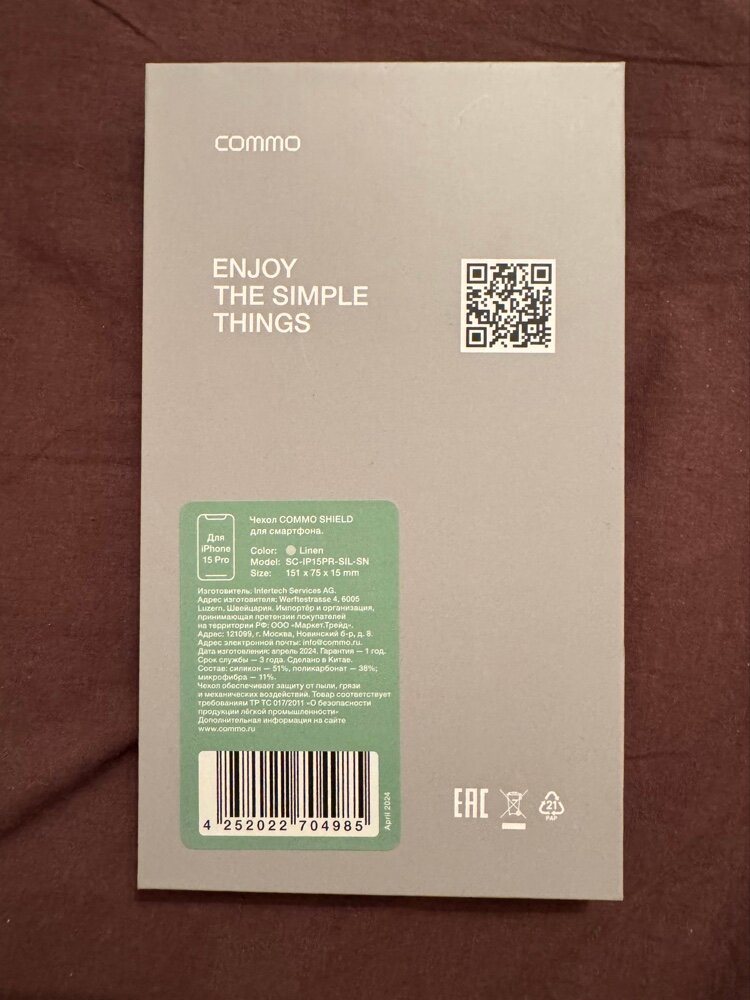 COMMO
ENJOY
THE SIMPLE
THINGS
Для
iPhone
15 Pro
Чехол COMMO SHIELD
для смартфона.
Color: Linen
Model: SC-IP15PR-SIL-SN
Size: 151 x 75 x 15 mm
Изготовитель: Intertech Services AG.
Адрес изготовителя: Werftestrasse 4, 6005
Luzern, Швейцария. Импортёр и организация,
принимающая претензии покупателей
на территории РФ: ООО «Маркет.Трейд».
Адрес: 121099, г. Москва, Новинский б-р, д. 8.
Адрес электронной почты: info@commo.ru.
Дата изготовления: апрель 2024. Гарантия — 1 год.
Срок службы — 3 года. Сделано в Китае.
Состав: силикон — 51%, поликарбонат — 38%;
микрофибра — 11%.
Чехол обеспечивает защиту от пыли, грязи
и механических воздействий. Товар соответствует
требованиям ТР ТС 017/2011 «О безопасности
продукции лёгкой промышленности»
Дополнительная информация на сайте
www.commo.ru
4 252022 704985
April 2024
EAC
21
PAP